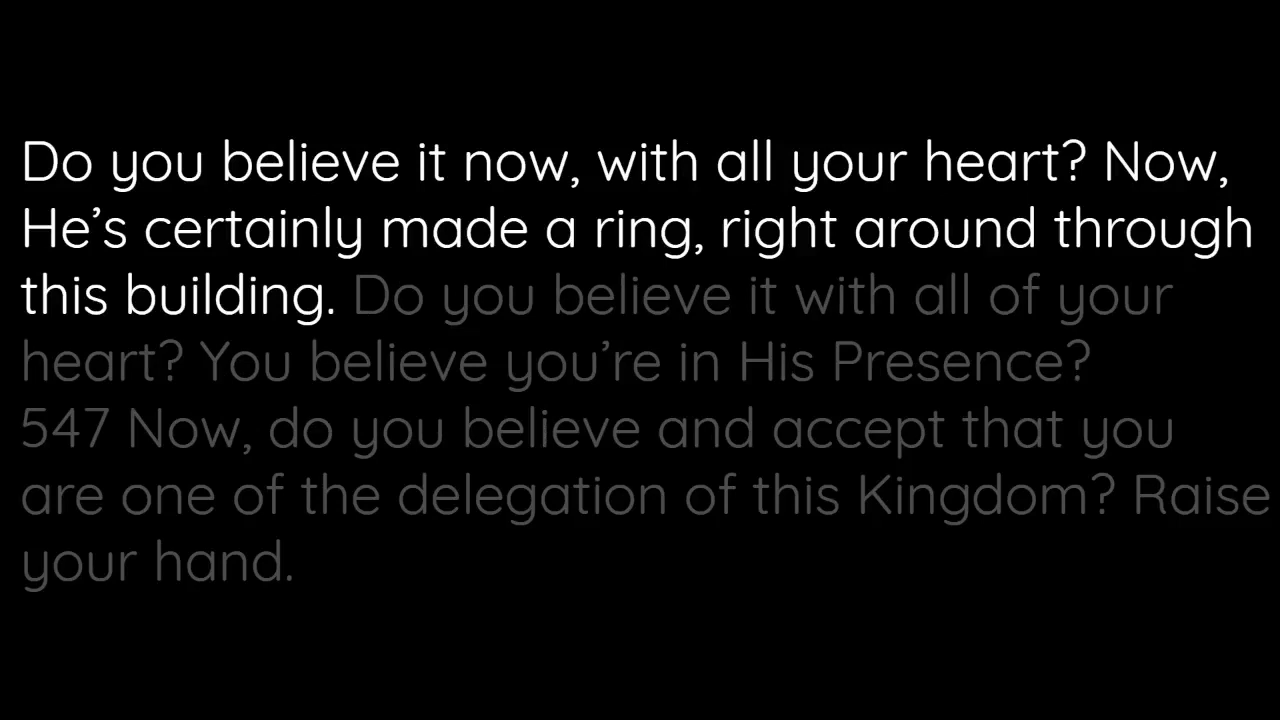 Do you believe it now, with all your heart? Now,
He’s certainly made a ring, right around through
this building. Do you believe it with all of your
heart? You believe you’re in His Presence?
547 Now, do you believe and accept that you
are one of the delegation of this Kingdom? Raise
your hand.